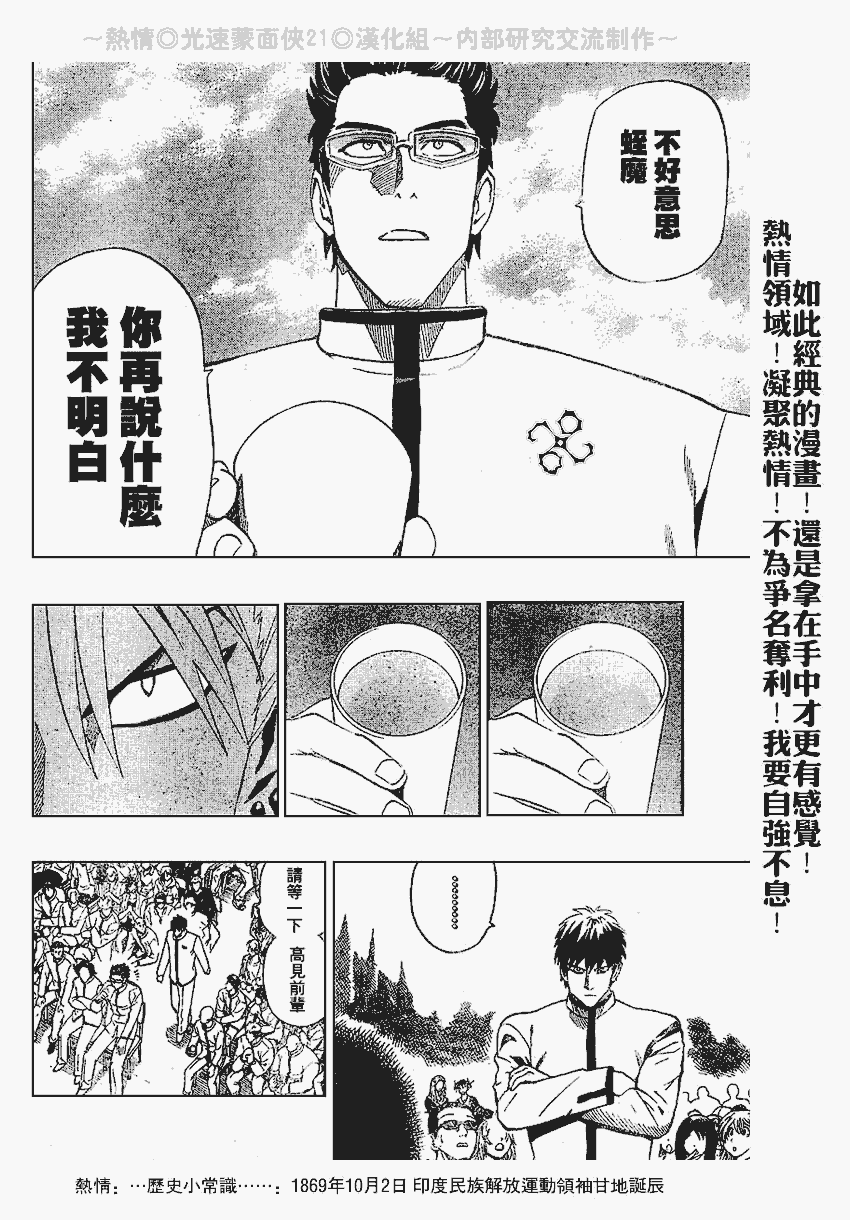 ～熱情◎光速蒙面俠21◎漢化組～內部研究交流制作～
不好意思
蛭魔
你再說什麼
我不明白
如此經典的漫畫！還是拿在手中才更有感覺！
熱情領域！凝聚熱情！不為爭名奪利！我要自強不息！
………
請等一下 高見前輩
熱情：…歷史小常識……：1869年10月2日 印度民族解放運動領袖甘地誕辰